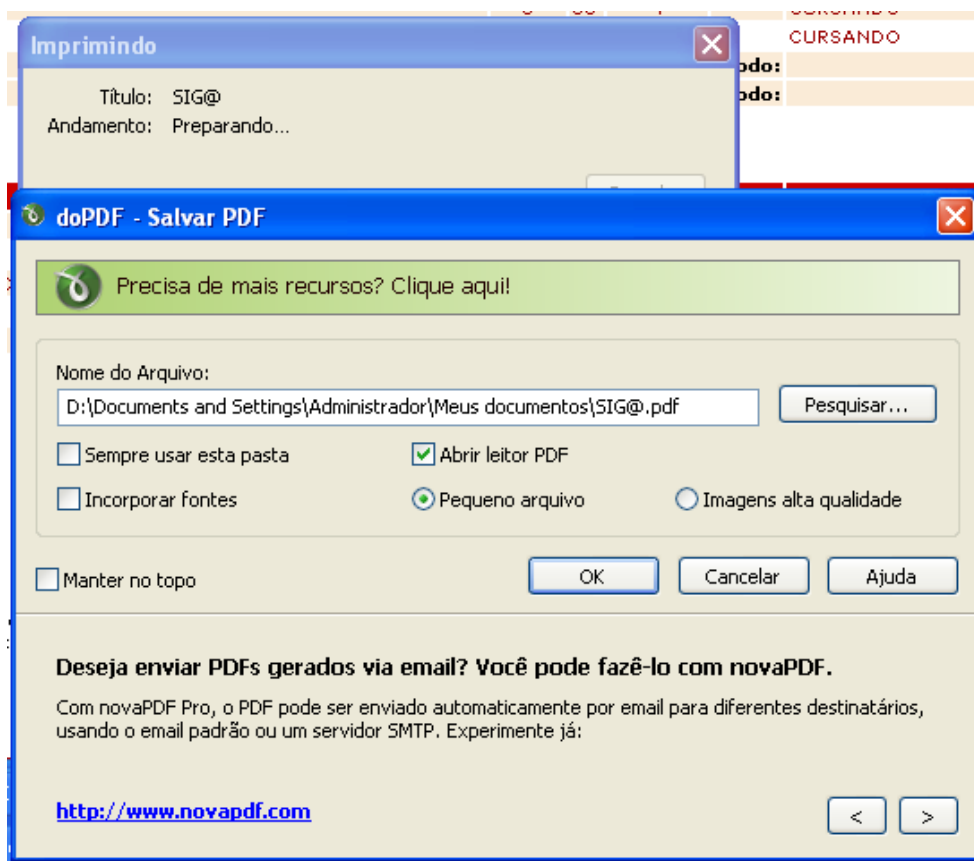 CURSANDO
Imprimindo
odo:
Título: SIG@
odo:
Andamento: Preparando...
doPDF - Salvar PDF
Precisa de mais recursos? Clique aqui!
Nome do Arquivo:
D:\Documents and Settings\Administrador\Meus documentos\SIG@.pdf
Pesquisar...
Sempre usar esta pasta
Abrir leitor PDF
Incorporar fontes
Pequeno arquivo
Imagens alta qualidade
Manter no topo
OK
Cancelar
Ajuda
Deseja enviar PDFs gerados via email? Você pode fazê-lo com novaPDF.
Com novaPDF Pro, o PDF pode ser enviado automaticamente por email para diferentes destinatários,
usando o email padrão ou um servidor SMTP. Experimente já:
http://www.novapdf.com
<
>